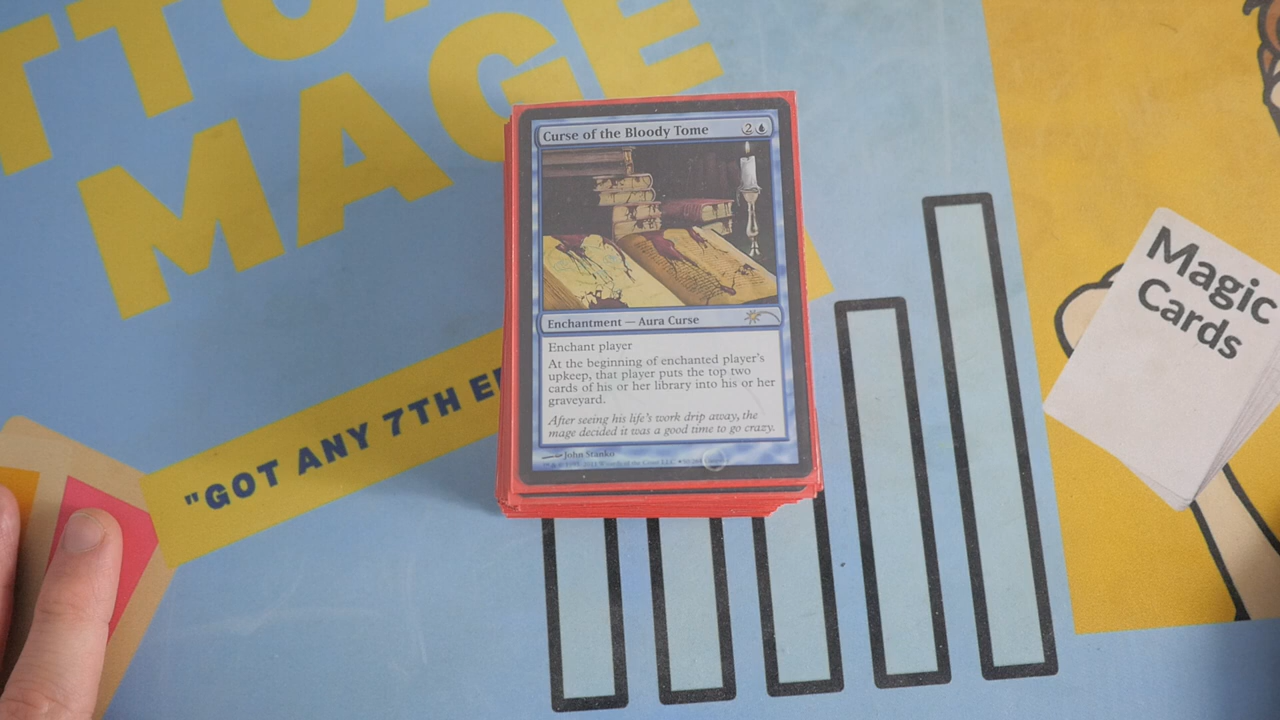 MAGE
"GOT ANY 7TH
Curse of the Bloody Tome
2
Enchantment — Aura Curse
Enchant player
At the beginning of enchanted player's
upkeep, that player puts the top two
cards of his or her library into his or her
graveyard.
After seeing his life's work drip away, the
mage decided it was a good time to go crazy.
John Stanko
Magic
Cards